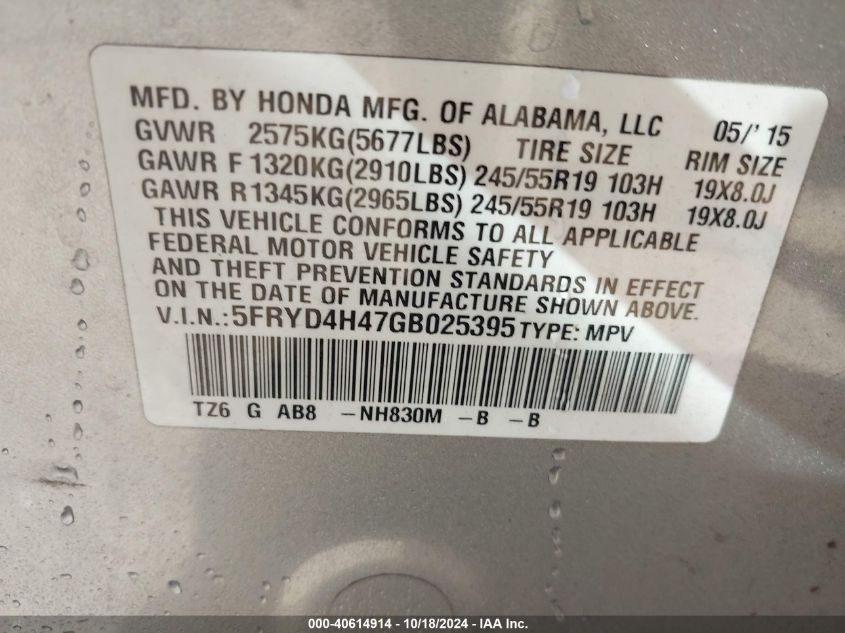 MFD. BY HONDA MFG. OF ALABAMA, LLC 05/'15
GVWR 2575KG(5677LBS) TIRE SIZE RIM SIZE
GAWR F 1320KG(2910LBS) 245/55R19 103H 19X8.0J
GAWR R 1345KG(2965LBS) 245/55R19 103H 19X8.0J
THIS VEHICLE CONFORMS TO ALL APPLICABLE
FEDERAL MOTOR VEHICLE SAFETY
AND THEFT PREVENTION STANDARDS IN EFFECT
ON THE DATE OF MANUFACTURE SHOWN ABOVE.
V.I.N.:5FRYD4H47GB025395 TYPE: MPV
TZ6 G AB8 -NH830M -B -B
000-40614914 - 10/18/2024 - IAA Inc.